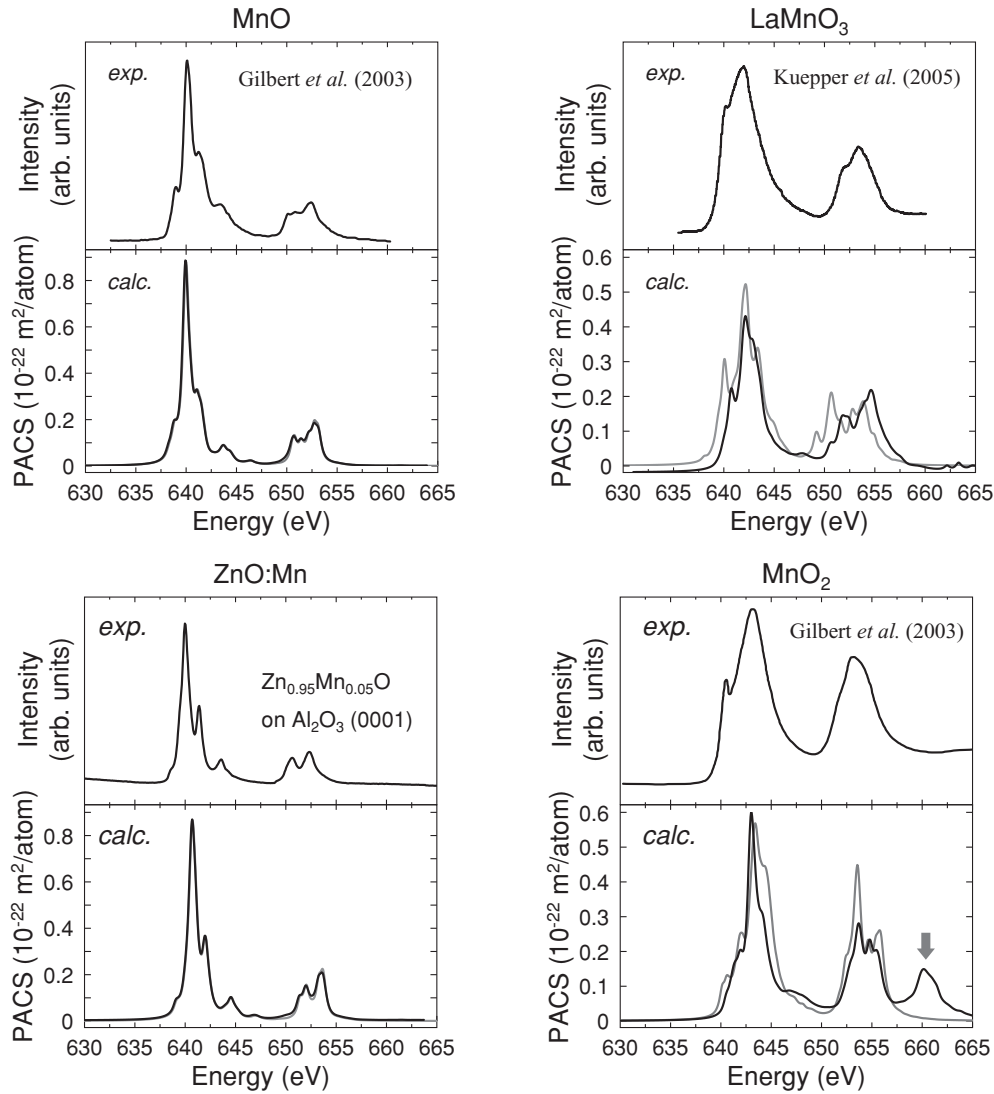 MnO
exp.
Gilbert et al. (2003)
Intensity
(arb. units)
calc.
PACS (10⁻²² m²/atom)
0.8
0.6
0.4
0.2
0
630 635 640 645 650 655 660 665
Energy (eV)
LaMnO₃
exp.
Kuepper et al. (2005)
Intensity
(arb. units)
calc.
PACS (10⁻²² m²/atom)
0.6
0.5
0.4
0.3
0.2
0.1
0
630 635 640 645 650 655 660 665
Energy (eV)
ZnO:Mn
exp.
Zn₀.₉₅Mn₀.₀₅O
on Al₂O₃ (0001)
Intensity
(arb. units)
calc.
PACS (10⁻²² m²/atom)
0.8
0.6
0.4
0.2
0
630 635 640 645 650 655 660 665
Energy (eV)
MnO₂
exp.
Gilbert et al. (2003)
Intensity
(arb. units)
calc.
PACS (10⁻²² m²/atom)
0.6
0.5
0.4
0.3
0.2
0.1
0
630 635 640 645 650 655 660 665
Energy (eV)